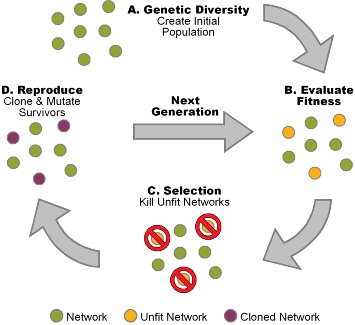 A. Genetic Diversity
Create Initial
Population
D. Reproduce
Clone & Mutate
Survivors
Next
Generation
B. Evaluate
Fitness
C. Selection
Kill Unfit Networks
Network
Unfit Network
Cloned Network